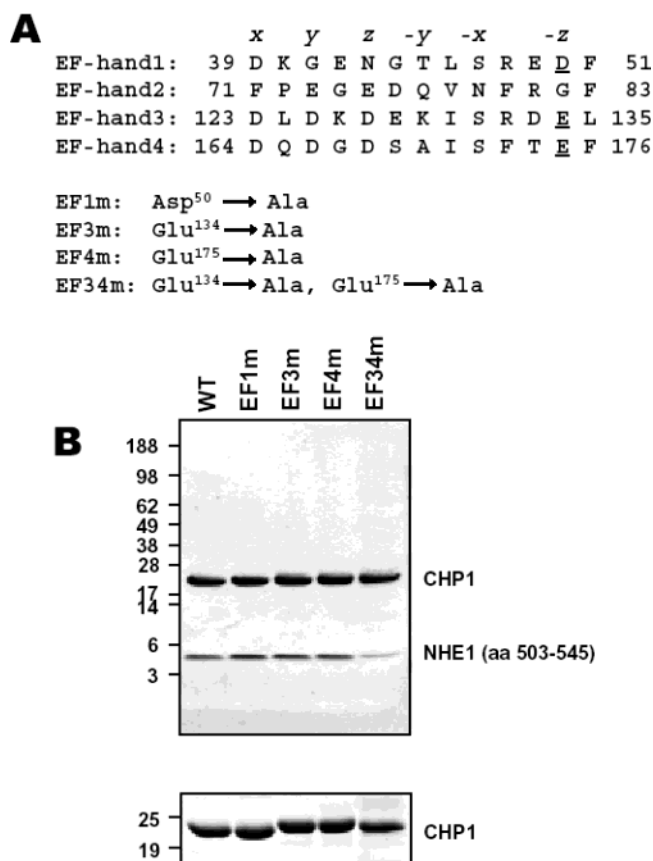 A
x y z -y -x -z
EF-hand1: 39 D K G E N G T L S R E D F 51
EF-hand2: 71 F P E G E D Q V N F R G F 83
EF-hand3: 123 D L D K D E K I S R D E L 135
EF-hand4: 164 D Q D G D S A I S F T E F 176
EF1m: Asp⁵⁰ → Ala
EF3m: Glu¹³⁴ → Ala
EF4m: Glu¹⁷⁵ → Ala
EF34m: Glu¹³⁴ → Ala, Glu¹⁷⁵ → Ala
B
WT EF1m EF3m EF4m EF34m
188
98
62
49
38
28
CHP1
17
14
6
NHE1 (aa 503-545)
3
25
CHP1
19